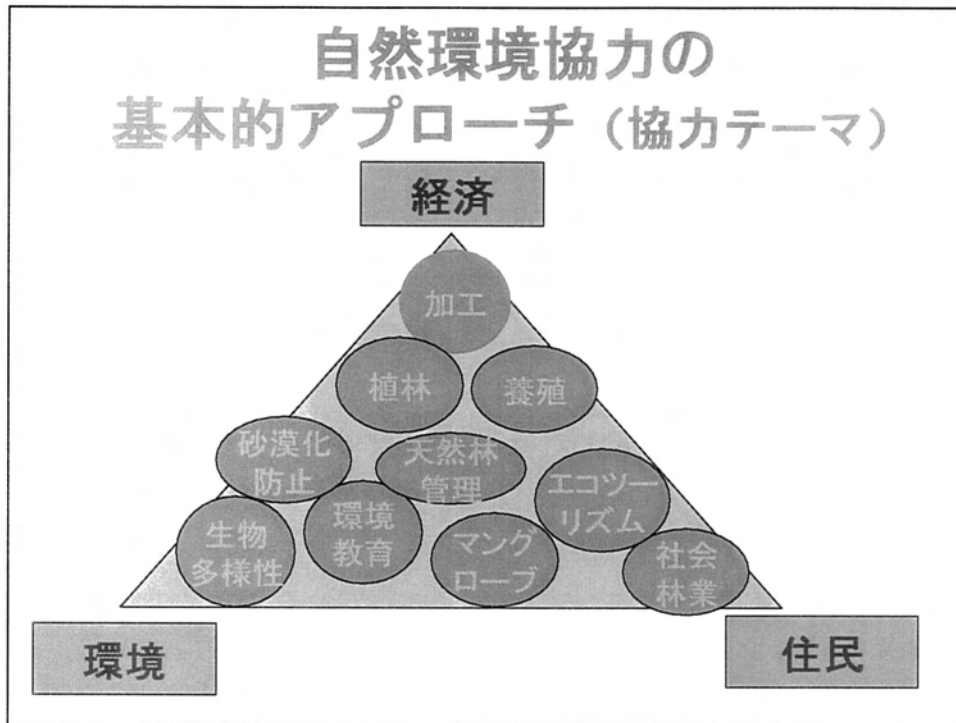 自然環境協力の
基本的アプローチ（協力テーマ）
経済
加工
植林
養殖
砂漠化
防止
天然林
管理
エコツー
リズム
生物
多様性
環境
教育
マング
ローブ
社会
林業
環境
住民